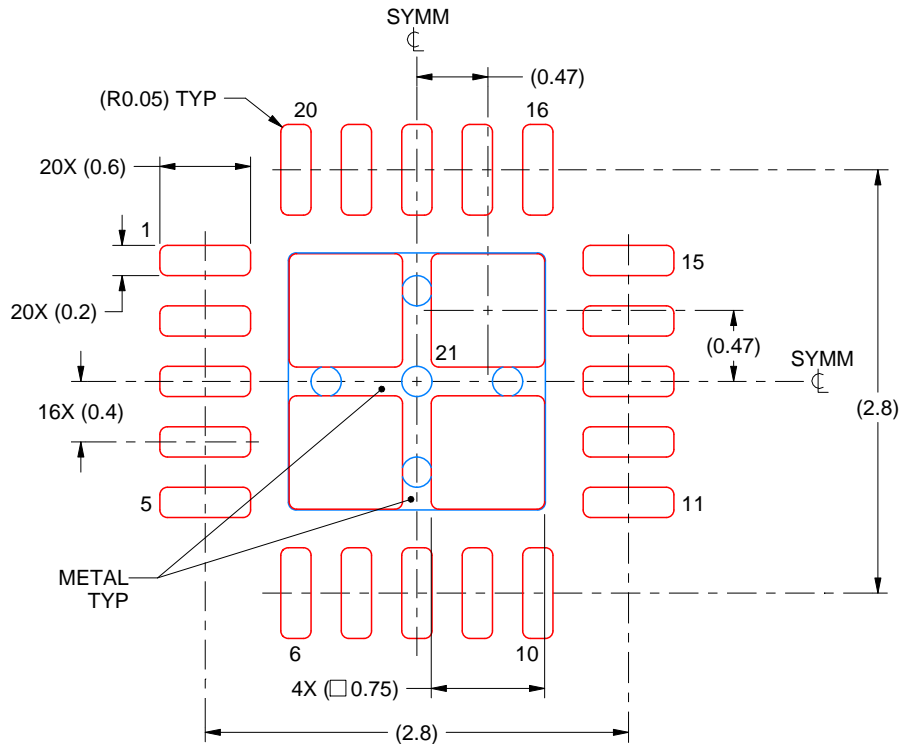 SYMM
℄
(0.47)
(R0.05) TYP
20
16
20X (0.6)
1
15
20X (0.2)
21
(0.47)
SYMM
℄
16X (0.4)
(2.8)
5
11
METAL
TYP
6
10
4X (□ 0.75)
(2.8)